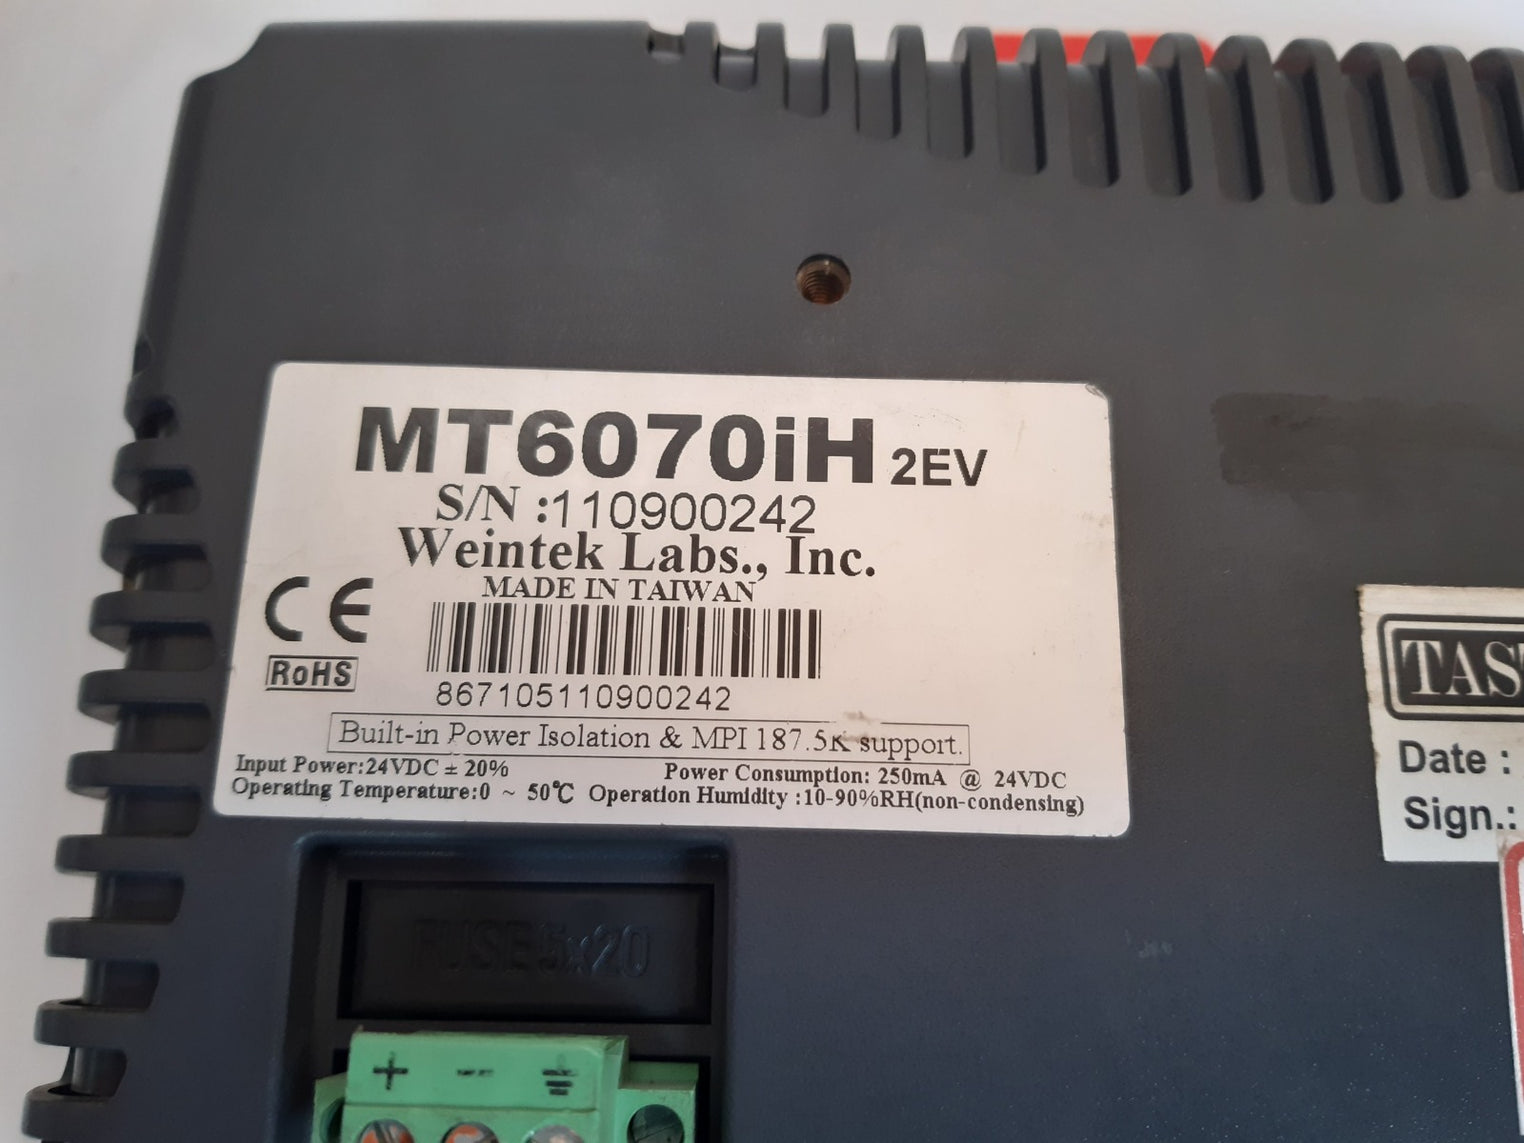 MT6070iH 2EV
S/N :110900242
Weintek Labs., Inc.
MADE IN TAIWAN
CE
RoHS
867105110900242
Built-in Power Isolation & MPI 187.5K support.
Input Power:24VDC ± 20% Power Consumption: 250mA @ 24VDC
Operating Temperature:0 ~ 50℃ Operation Humidity :10-90%RH(non-condensing)
TAS
Date :
Sign.:
FUSE 5x20
+ -